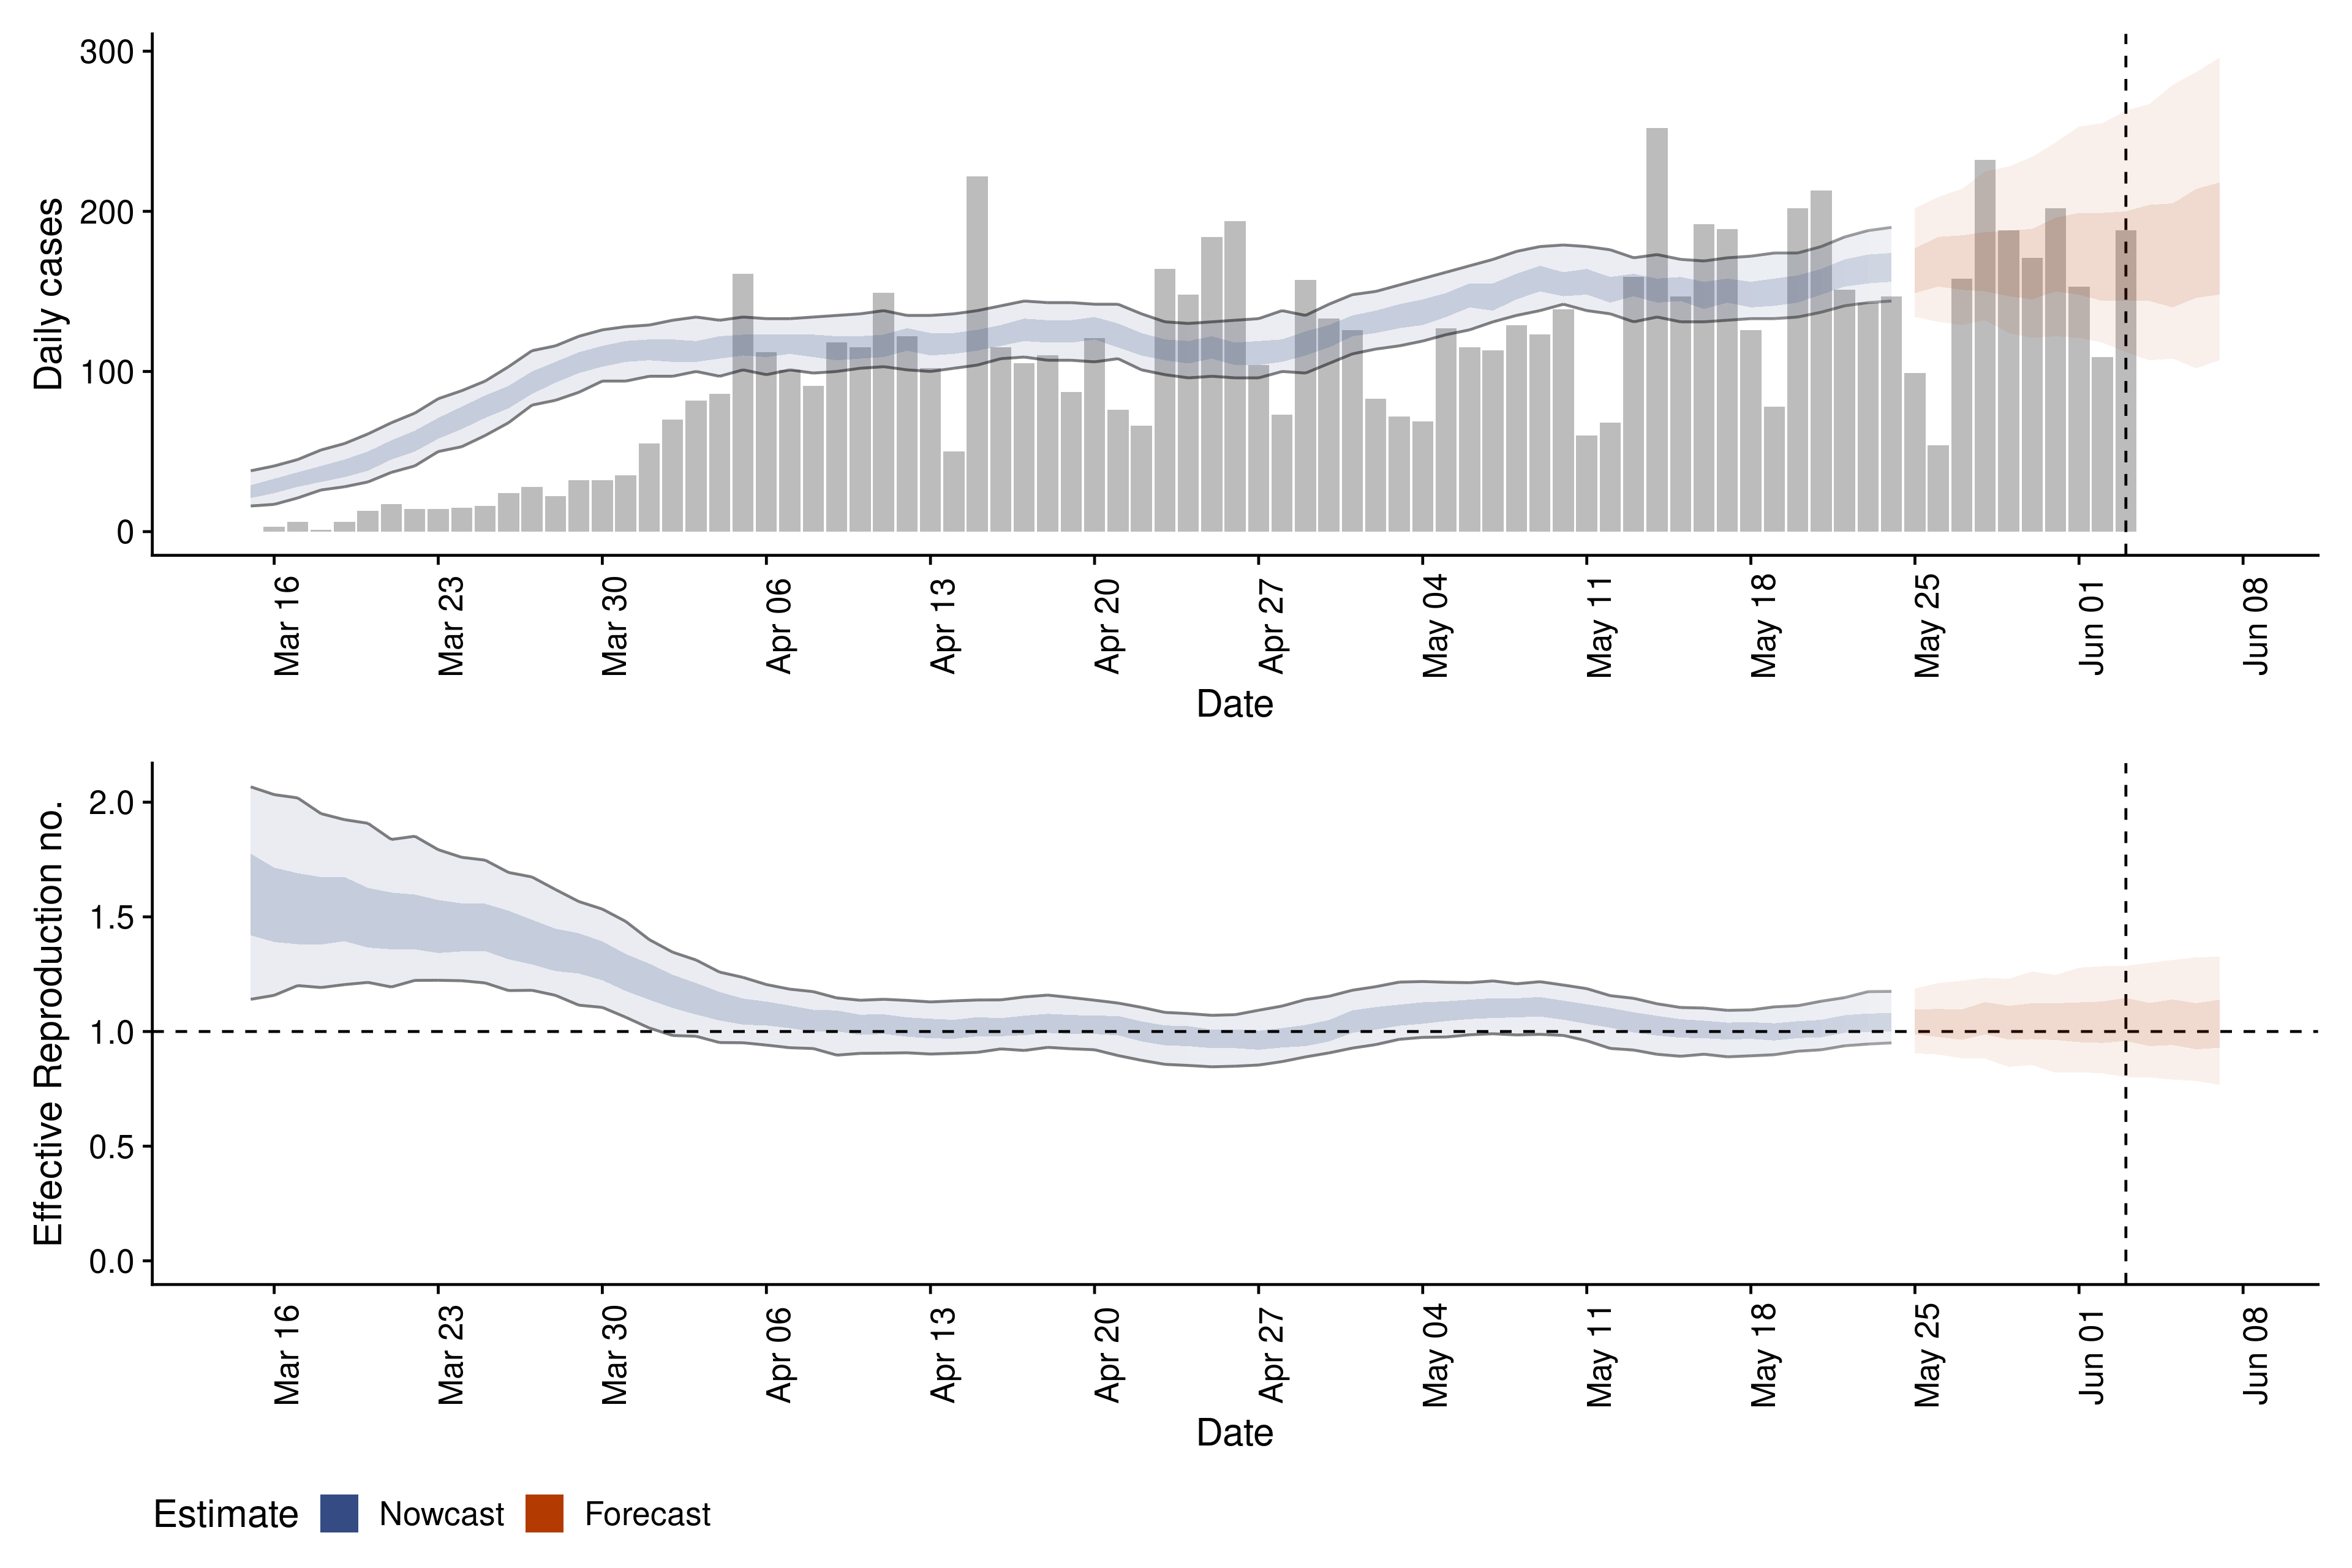 Daily cases
300
200
100
0
Mar 16
Mar 23
Mar 30
Apr 06
Apr 13
Apr 20
Apr 27
May 04
May 11
May 18
May 25
Jun 01
Jun 08
Date
Effective Reproduction no.
2.0
1.5
1.0
0.5
0.0
Mar 16
Mar 23
Mar 30
Apr 06
Apr 13
Apr 20
Apr 27
May 04
May 11
May 18
May 25
Jun 01
Jun 08
Date
Estimate Nowcast Forecast